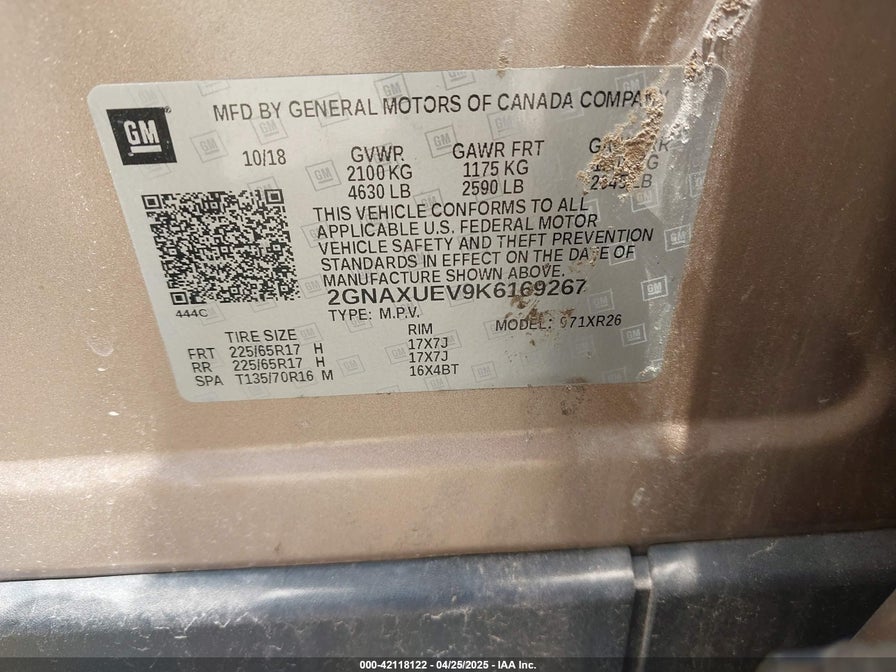 GM
MFD BY GENERAL MOTORS OF CANADA COMPANY
10/18 GVWR GAWR FRT
2100 KG 1175 KG
4630 LB 2590 LB
THIS VEHICLE CONFORMS TO ALL
APPLICABLE U.S. FEDERAL MOTOR
VEHICLE SAFETY AND THEFT PREVENTION
STANDARDS IN EFFECT ON THE DATE OF
MANUFACTURE SHOWN ABOVE.
2GNAXUEV9K6169267
444C TYPE: M.P.V. MODEL: 971XR26
TIRE SIZE RIM
FRT 225/65R17 H 17X7J
RR 225/65R17 H 17X7J
SPA T135/70R16 M 16X4BT
000-42118122 - 04/25/2025 - IAA Inc.